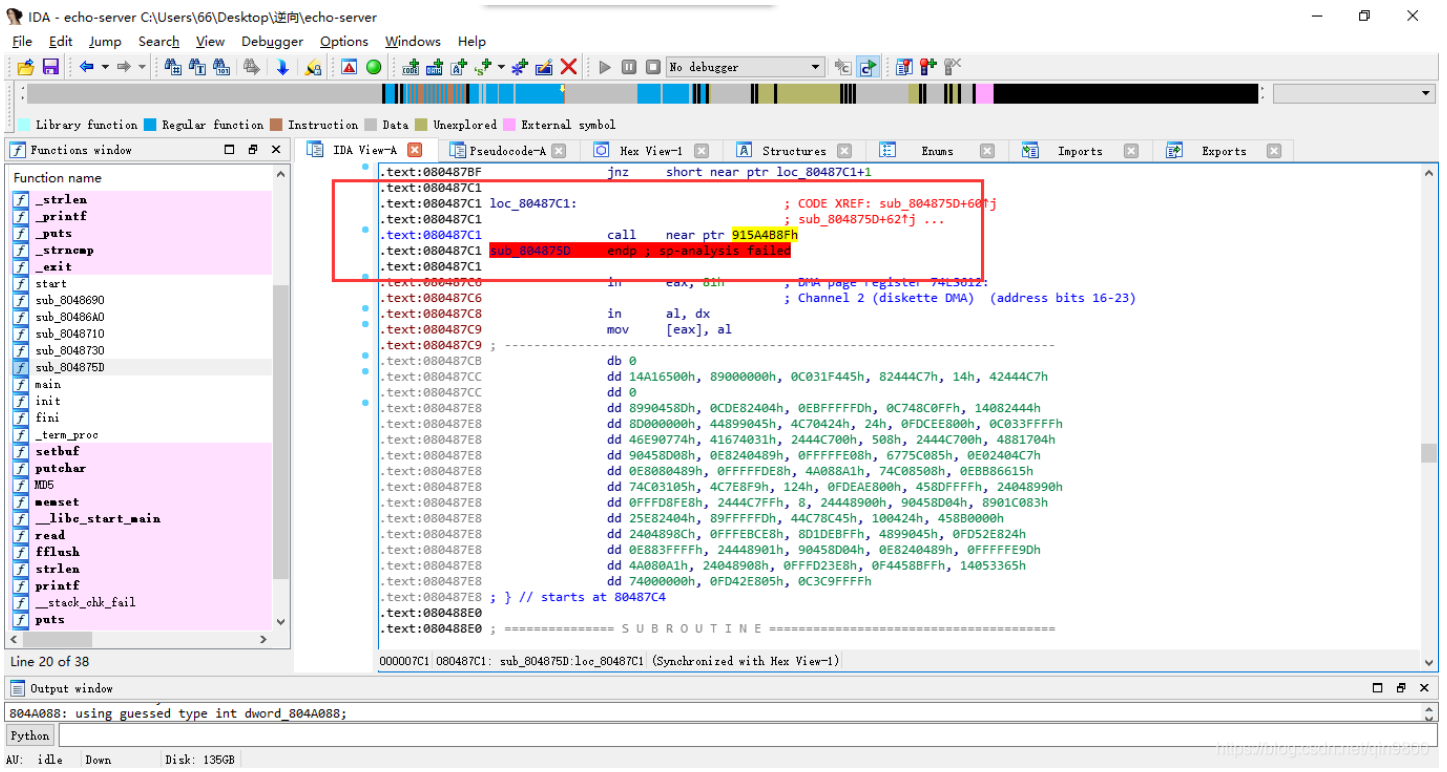 IDA - echo-server C:\Users\66\Desktop\逆向\echo-server
File Edit Jump Search View Debugger Options Windows Help
No debugger
Library function Regular function Instruction Data Unexplored External symbol
Functions window
IDA View-A Pseudocode-A Hex View-1 Structures Enums Imports Exports
Function name
_strlen
_printf
_puts
_strncmp
_exit
start
sub_8048690
sub_80486A0
sub_8048710
sub_8048730
sub_804875D
main
init
fini
_term_proc
setbuf
putchar
MD5
memset
__libc_start_main
read
fflush
strlen
printf
__stack_chk_fail
puts
Line 20 of 38
.text:080487BF jnz short near ptr loc_80487C1+1
.text:080487C1
.text:080487C1 loc_80487C1: ; CODE XREF: sub_804875D+60↑j
.text:080487C1 ; sub_804875D+62↑j ...
.text:080487C1 call near ptr 915A4B8Fh
.text:080487C1 sub_804875D endp ; sp-analysis failed
.text:080487C1
.text:080487C6 in eax, 81h ; DMA page register 74LS612:
.text:080487C6 ; Channel 2 (diskette DMA) (address bits 16-23)
.text:080487C8 in al, dx
.text:080487C9 mov [eax], al
.text:080487C9 ; ---------------------------------------------------------------------------
.text:080487CB db 0
.text:080487CC dd 14A16500h, 89000000h, 0C031F445h, 82444C7h, 14h, 42444C7h
.text:080487CC dd 0
.text:080487E8 dd 8990458Dh, 0CDE82404h, 0EBFFFFFDh, 0C748C0FFh, 14082444h
.text:080487E8 dd 8D000000h, 44899045h, 4C70424h, 24h, 0FDCEE800h, 0C033FFFFh
.text:080487E8 dd 46E90774h, 41674031h, 2444C700h, 508h, 2444C700h, 4881704h
.text:080487E8 dd 90458D08h, 0E8240489h, 0FFFFFE08h, 6775C085h, 0E02404C7h
.text:080487E8 dd 0E8080489h, 0FFFFFDE8h, 4A088A1h, 74C08508h, 0EBB86615h
.text:080487E8 dd 74C03105h, 4C7E8F9h, 124h, 0FDEAE800h, 458DFFFFh, 24048990h
.text:080487E8 dd 0FFFD8FE8h, 2444C7FFh, 8, 24448900h, 90458D04h, 8901C083h
.text:080487E8 dd 25E82404h, 89FFFFFDh, 44C78C45h, 100424h, 458B0000h
.text:080487E8 dd 2404898Ch, 0FFFEBCE8h, 8D1DEBFFh, 4899045h, 0FD52E824h
.text:080487E8 dd 0E883FFFFh, 24448901h, 90458D04h, 0E8240489h, 0FFFFFE9Dh
.text:080487E8 dd 4A080A1h, 24048908h, 0FFFD23E8h, 0F4458BFFh, 14053365h
.text:080487E8 dd 74000000h, 0FD42E805h, 0C3C9FFFFh
.text:080487E8 ; } // starts at 80487C4
.text:080488E0
.text:080488E0 ; =============== S U B R O U T I N E =======================================
000007C1 080487C1: sub_804875D:loc_80487C1 (Synchronized with Hex View-1)
Output window
804A088: using guessed type int dword_804A088;
Python
AU: idle Down Disk: 135GB